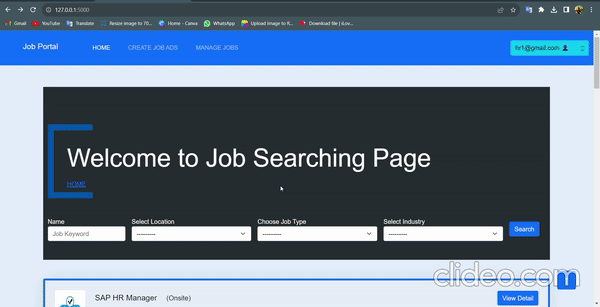 127.0.0.1:5000
Gmail YouTube Translate Resize image to 70... Home - Canva WhatsApp Upload Image to R... Download file | iLov...
Job Portal HOME CREATE JOB ADS MANAGE JOBS hr1@gmail.com
Welcome to Job Searching Page
HOME
Name Select Location Choose Job Type Select Industry
Job Keyword --------- --------- --------- Search
clideo.com
SAP HR Manager (Onsite) View Detail